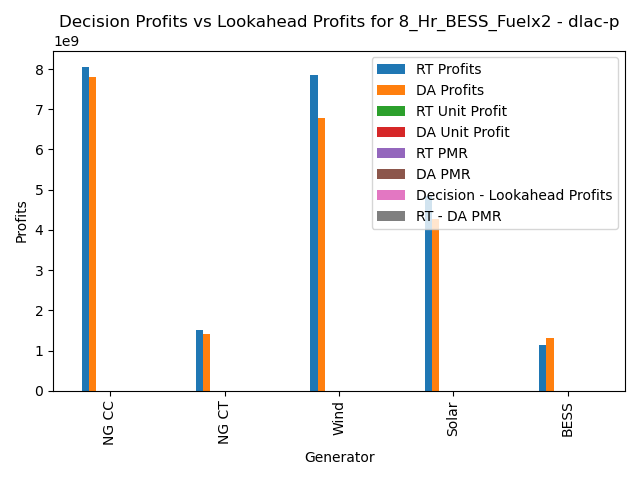 Decision Profits vs Lookahead Profits for 8_Hr_BESS_Fuelx2 - dlac-p
1e9
RT Profits
DA Profits
RT Unit Profit
DA Unit Profit
RT PMR
DA PMR
Decision - Lookahead Profits
RT - DA PMR
Profits
8
7
6
5
4
3
2
1
0
NG CC
NG CT
Wind
Solar
BESS
Generator